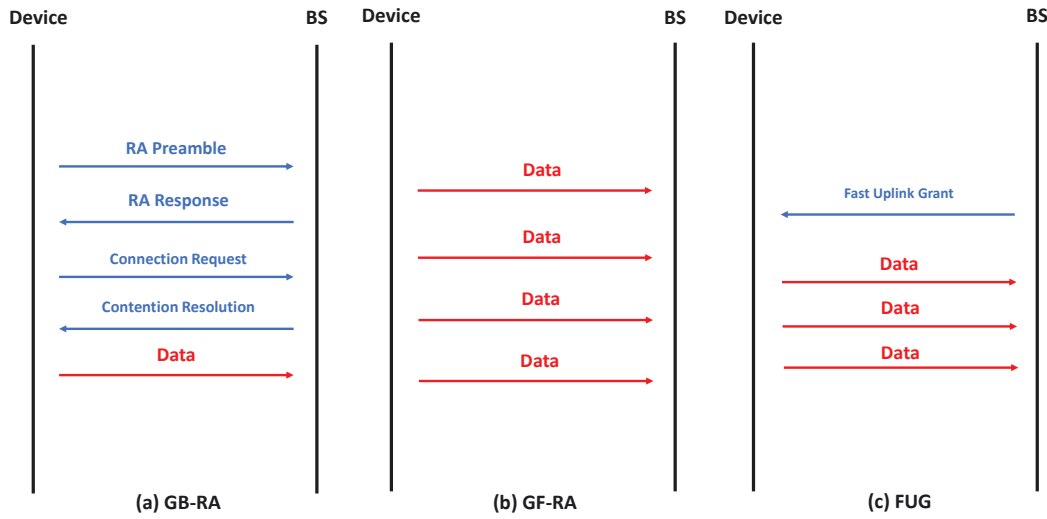 Device
BS
RA Preamble
RA Response
Connection Request
Contention Resolution
Data
(a) GB-RA
Device
BS
Data
Data
Data
Data
(b) GF-RA
Device
BS
Fast Uplink Grant
Data
Data
Data
(c) FUG